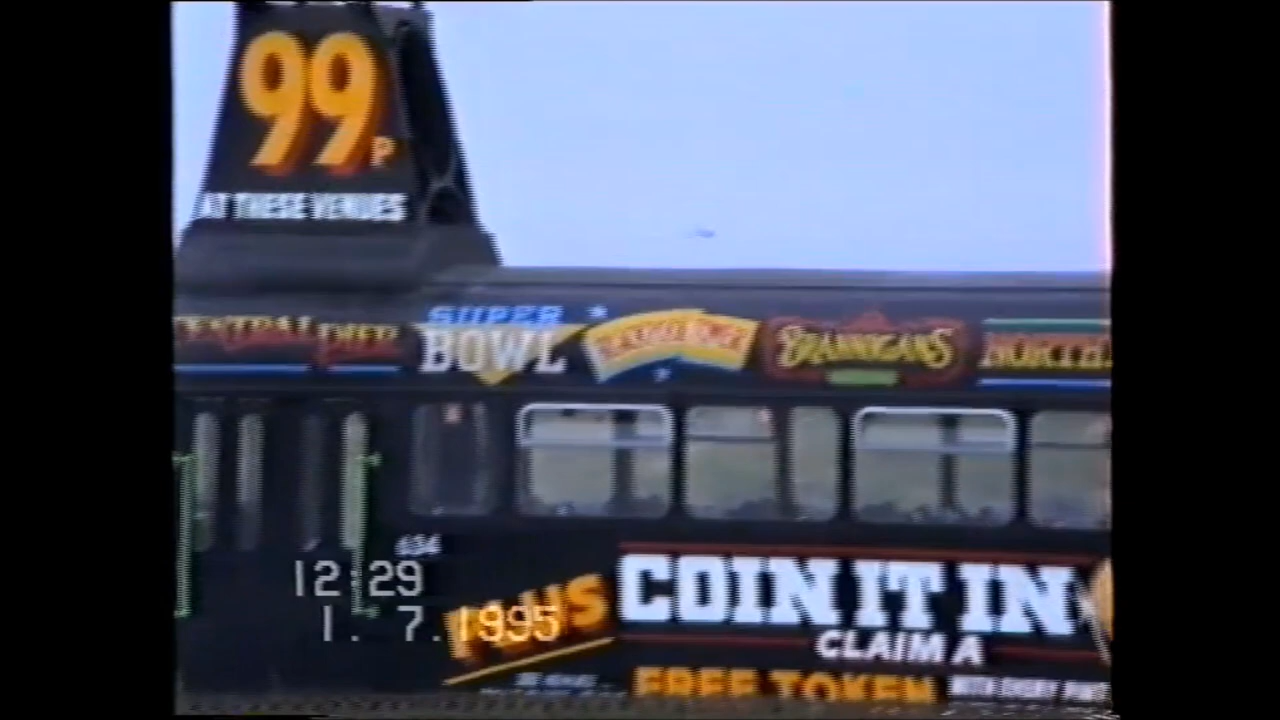 99P
AT THESE VENUES
CENTRAL PIER
SUPER
BOWL
BRANNIGANS
NORTH
634
12:29
1. 7.1995
PLUS
COIN IT IN
CLAIM A
FREE TOKEN